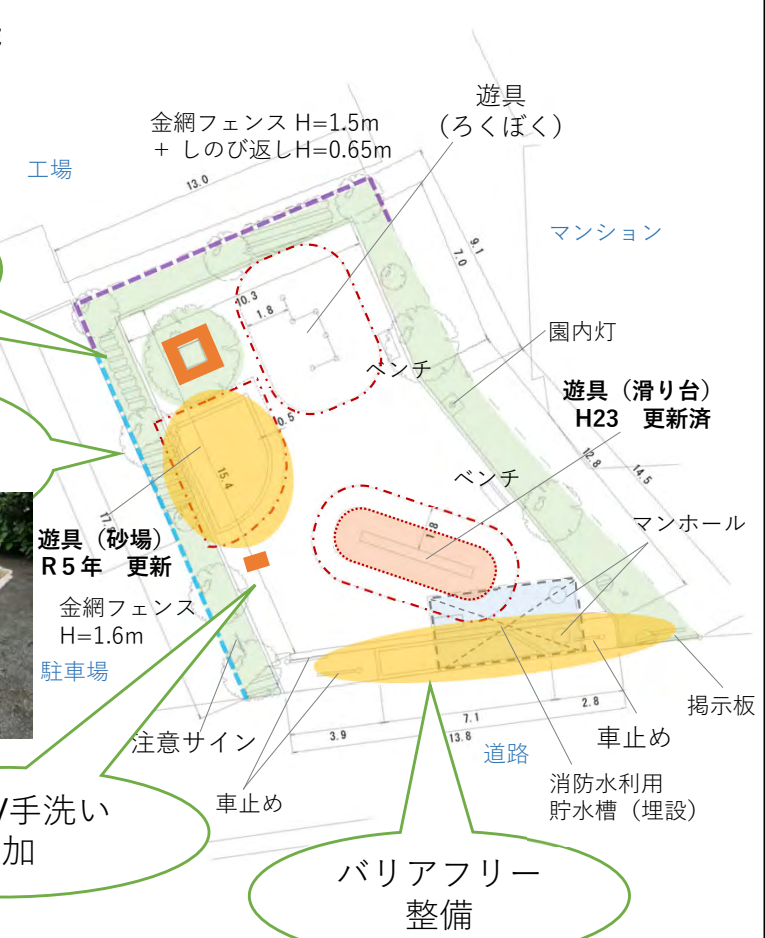 遊具
(ろくぼく)
金網フェンス H=1.5m
+ しのび返しH=0.65m
工場
13.0
マンション
9.1
7.0
10.3
1.8
園内灯
ベンチ
遊具（滑り台）
H23 更新済
0.5
12.8
14.5
15.4
ベンチ
1.8
マンホール
遊具（砂場）
R５年 更新
金網フェンス
H=1.6m
駐車場
掲示板
注意サイン
3.9
7.1
2.8
13.8
道路
車止め
車止め
消防水利用
貯水槽（埋設）
/手洗い
加
バリアフリー
整備